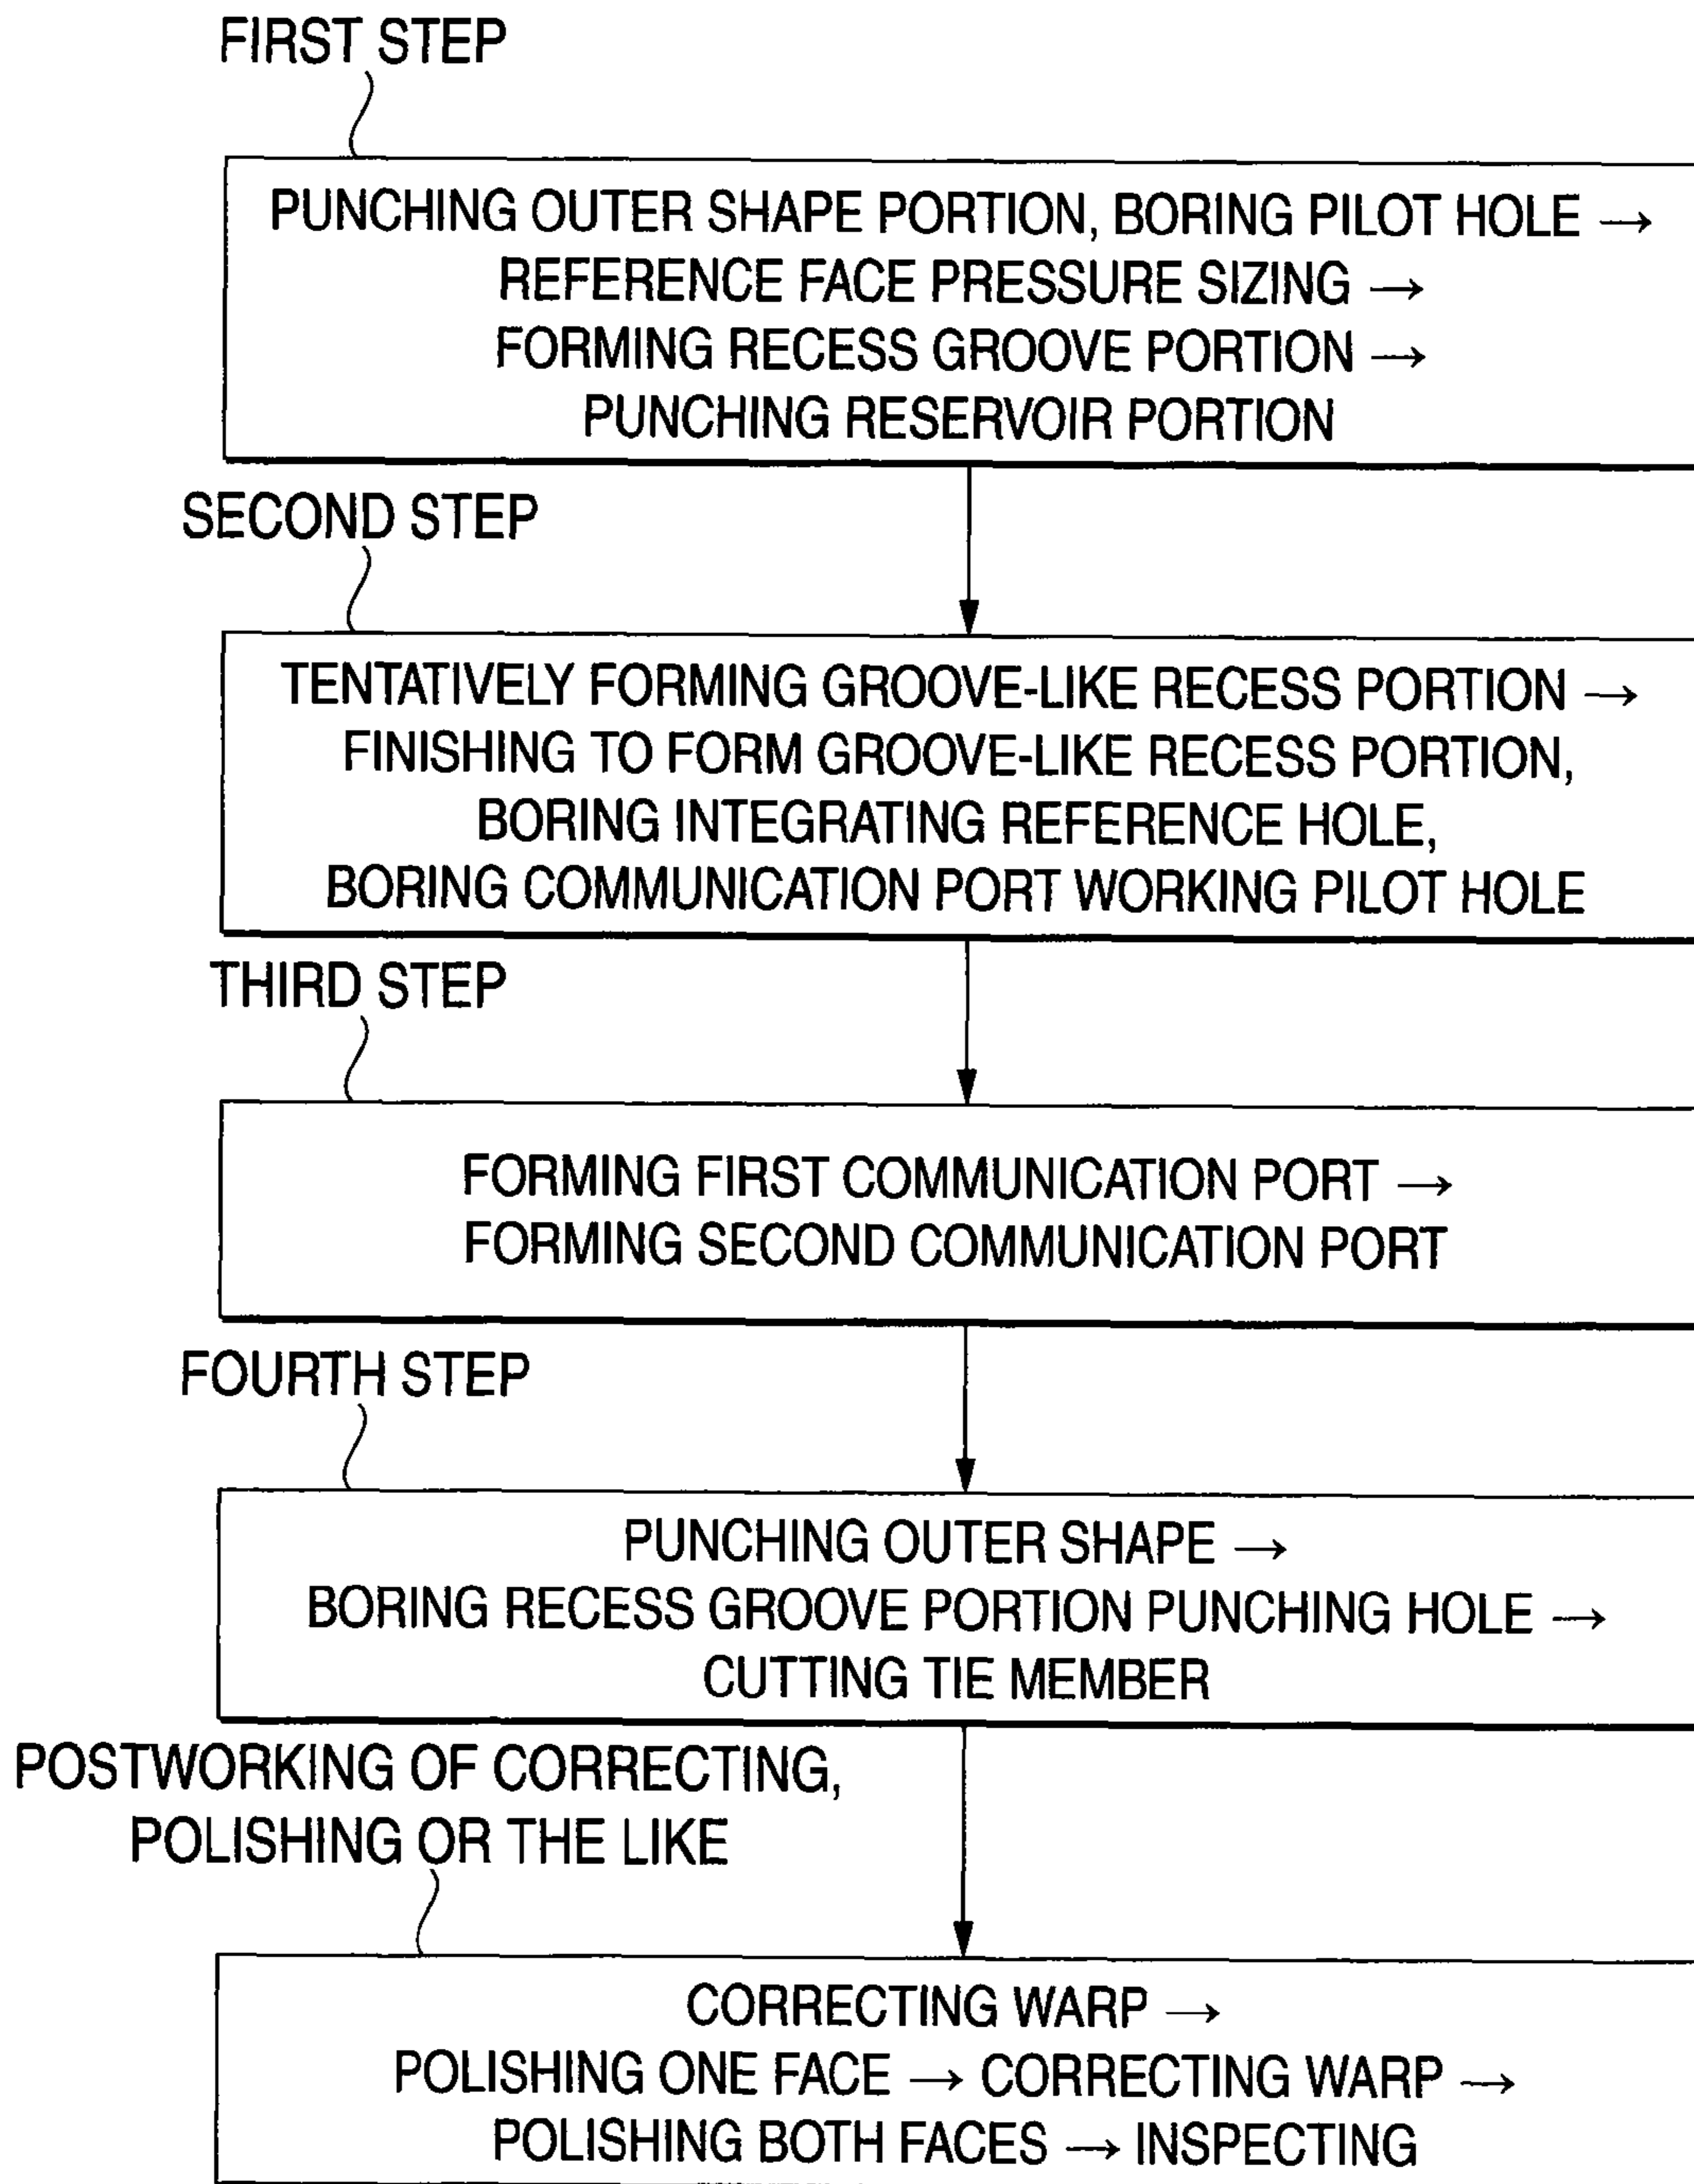 FIRST STEP
PUNCHING OUTER SHAPE PORTION, BORING PILOT HOLE →
REFERENCE FACE PRESSURE SIZING →
FORMING RECESS GROOVE PORTION →
PUNCHING RESERVOIR PORTION
SECOND STEP
TENTATIVELY FORMING GROOVE-LIKE RECESS PORTION →
FINISHING TO FORM GROOVE-LIKE RECESS PORTION,
BORING INTEGRATING REFERENCE HOLE,
BORING COMMUNICATION PORT WORKING PILOT HOLE
THIRD STEP
FORMING FIRST COMMUNICATION PORT →
FORMING SECOND COMMUNICATION PORT
FOURTH STEP
PUNCHING OUTER SHAPE →
BORING RECESS GROOVE PORTION PUNCHING HOLE →
CUTTING TIE MEMBER
POSTWORKING OF CORRECTING,
POLISHING OR THE LIKE
CORRECTING WARP →
POLISHING ONE FACE → CORRECTING WARP →
POLISHING BOTH FACES → INSPECTING